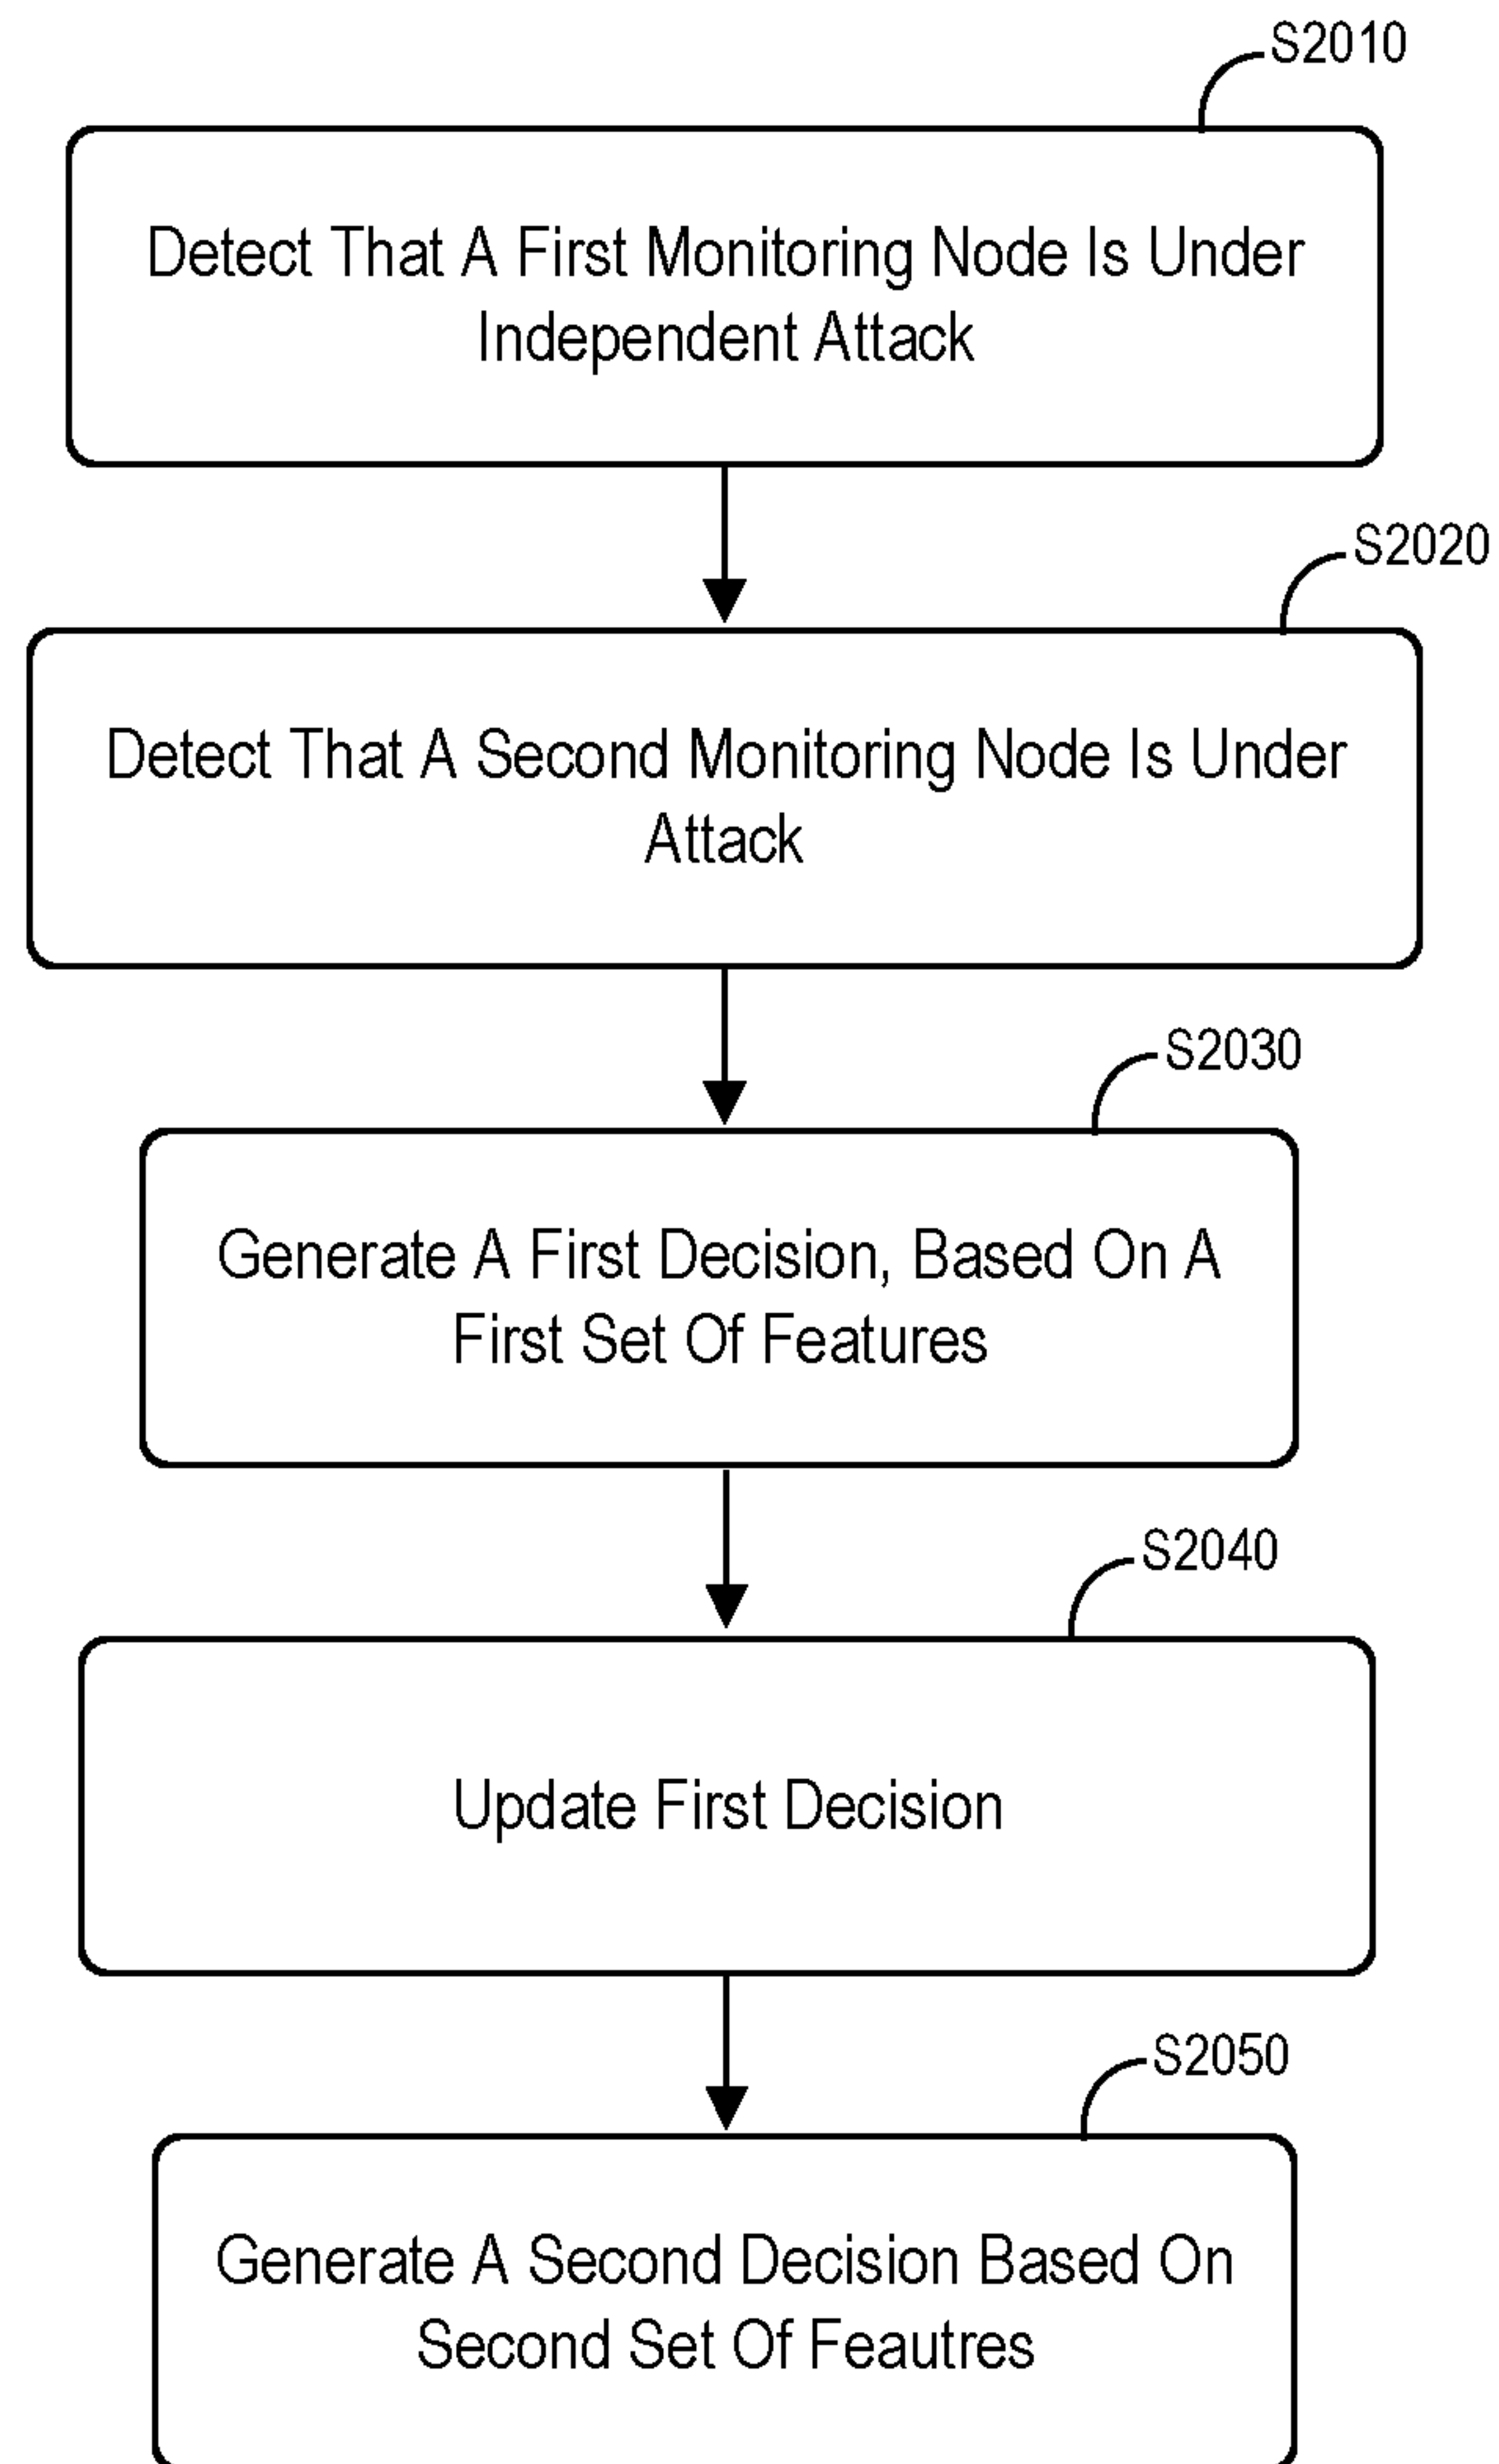 S2010
Detect That A First Monitoring Node Is Under
Independent Attack
S2020
Detect That A Second Monitoring Node Is Under
Attack
S2030
Generate A First Decision, Based On A
First Set Of Features
S2040
Update First Decision
S2050
Generate A Second Decision Based On
Second Set Of Feautres